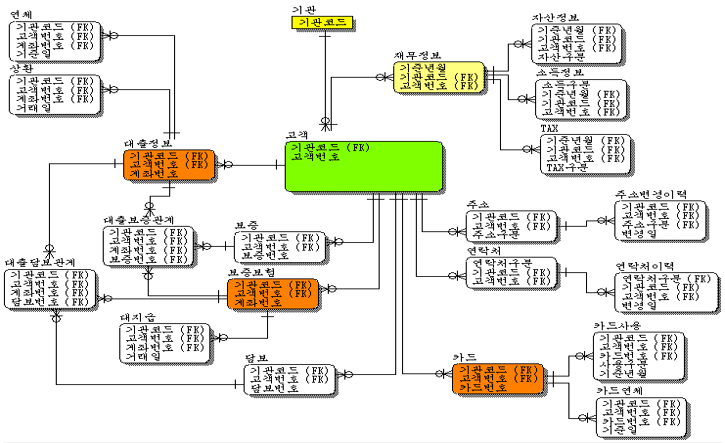 연체
기관코드 (FK)
고객번호 (FK)
계좌번호 (FK)
기준일
상환
기관코드 (FK)
고객번호 (FK)
계좌번호 (FK)
거래일
기관
기관코드
재무정보
기준년월
기관코드 (FK)
고객번호 (FK)
자산정보
기준년월 (FK)
기관코드 (FK)
고객번호 (FK)
자산구분
소득정보
소득구분
기준년월 (FK)
기관코드 (FK)
고객번호 (FK)
TAX
기준년월 (FK)
기관코드 (FK)
고객번호 (FK)
TAX구분
대출정보
기관코드 (FK)
고객번호 (FK)
계좌번호
고객
기관코드 (FK)
고객번호
대출보증관계
기관코드 (FK)
고객번호 (FK)
계좌번호 (FK)
보증번호 (FK)
보증
기관코드 (FK)
고객번호 (FK)
보증번호
주소
기관코드 (FK)
고객번호 (FK)
주소구분
주소변경이력
기관코드 (FK)
고객번호 (FK)
주소구분 (FK)
변경일
대출담보관계
기관코드 (FK)
고객번호 (FK)
계좌번호 (FK)
담보번호 (FK)
보증보험
기관코드 (FK)
고객번호 (FK)
계좌번호
연락처
연락처구분
기관코드 (FK)
고객번호 (FK)
연락처이력
연락처구분 (FK)
기관코드 (FK)
고객번호 (FK)
변경일
대지급
기관코드 (FK)
고객번호 (FK)
계좌번호 (FK)
거래일
담보
기관코드 (FK)
고객번호 (FK)
담보번호
카드
기관코드 (FK)
고객번호 (FK)
카드번호
카드사용
기관코드 (FK)
고객번호 (FK)
카드번호 (FK)
사용구분
기준년월
카드연체
기관코드 (FK)
고객번호 (FK)
카드번호 (FK)
기준일